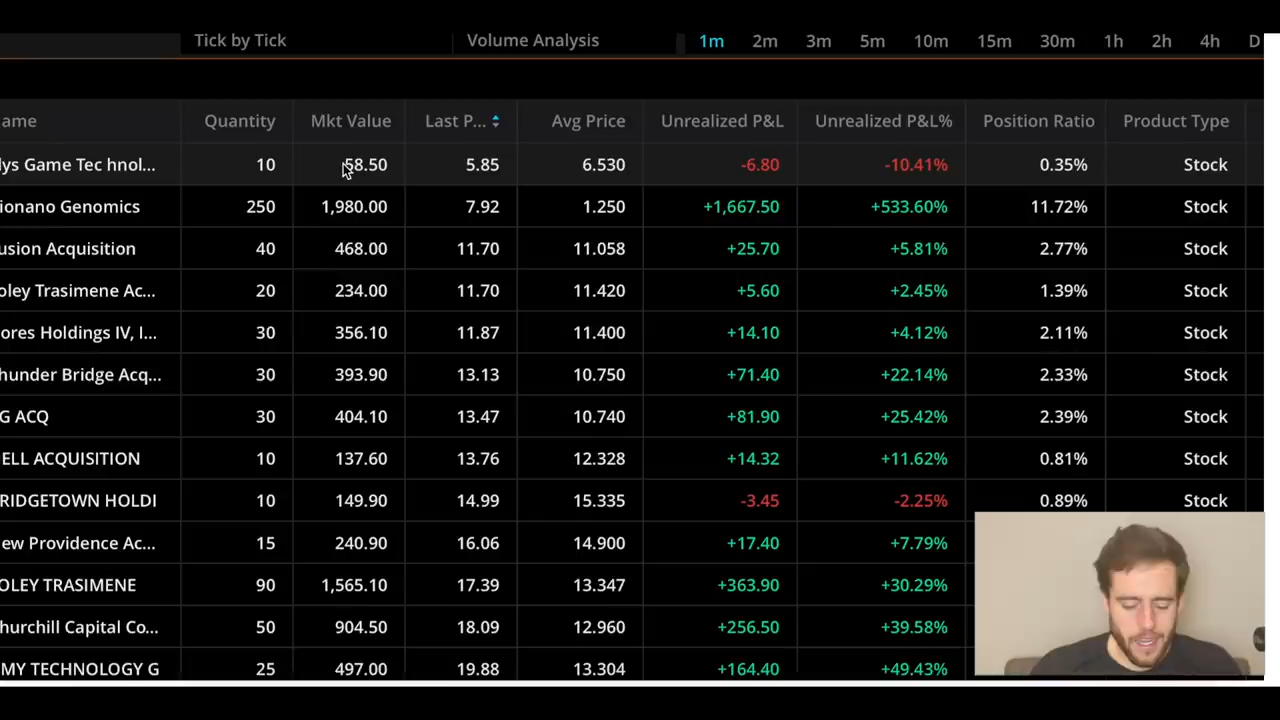 Tick by Tick Volume Analysis 1m 2m 3m 5m 10m 15m 30m 1h 2h 4h D
ame Quantity Mkt Value Last P... Avg Price Unrealized P&L Unrealized P&L% Position Ratio Product Type
lys Game Tec hnol... 10 58.50 5.85 6.530 -6.80 -10.41% 0.35% Stock
ionano Genomics 250 1,980.00 7.92 1.250 +1,667.50 +533.60% 11.72% Stock
usion Acquisition 40 468.00 11.70 11.058 +25.70 +5.81% 2.77% Stock
oley Trasimene Ac... 20 234.00 11.70 11.420 +5.60 +2.45% 1.39% Stock
ores Holdings IV, I... 30 356.10 11.87 11.400 +14.10 +4.12% 2.11% Stock
hunder Bridge Acq... 30 393.90 13.13 10.750 +71.40 +22.14% 2.33% Stock
G ACQ 30 404.10 13.47 10.740 +81.90 +25.42% 2.39% Stock
ELL ACQUISITION 10 137.60 13.76 12.328 +14.32 +11.62% 0.81% Stock
RIDGETOWN HOLDI 10 149.90 14.99 15.335 -3.45 -2.25% 0.89% Stock
ew Providence Ac... 15 240.90 16.06 14.900 +17.40 +7.79%
OLEY TRASIMENE 90 1,565.10 17.39 13.347 +363.90 +30.29%
hurchill Capital Co... 50 904.50 18.09 12.960 +256.50 +39.58%
MY TECHNOLOGY G 25 497.00 19.88 13.304 +164.40 +49.43%